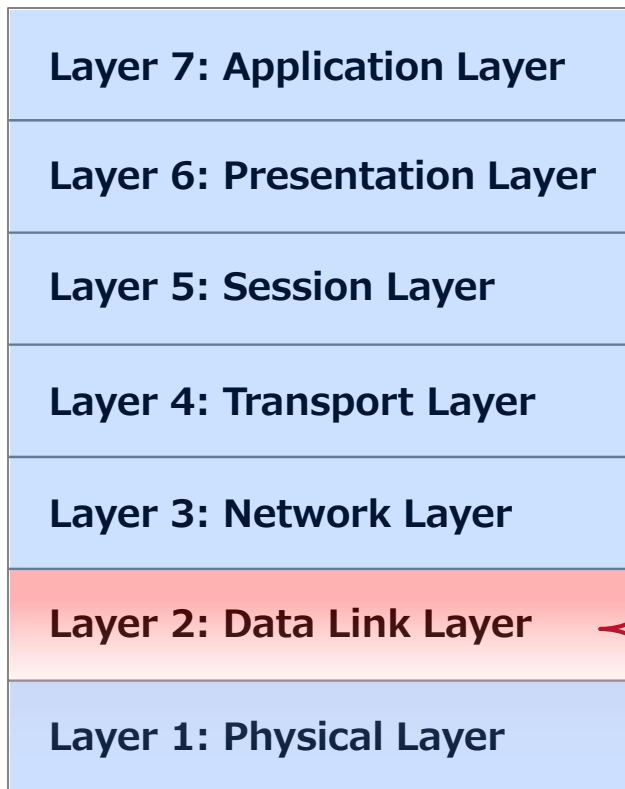 Layer 7: Application Layer
Layer 6: Presentation Layer
Layer 5: Session Layer
Layer 4: Transport Layer
Layer 3: Network Layer
Layer 2: Data Link Layer
Layer 1: Physical Layer